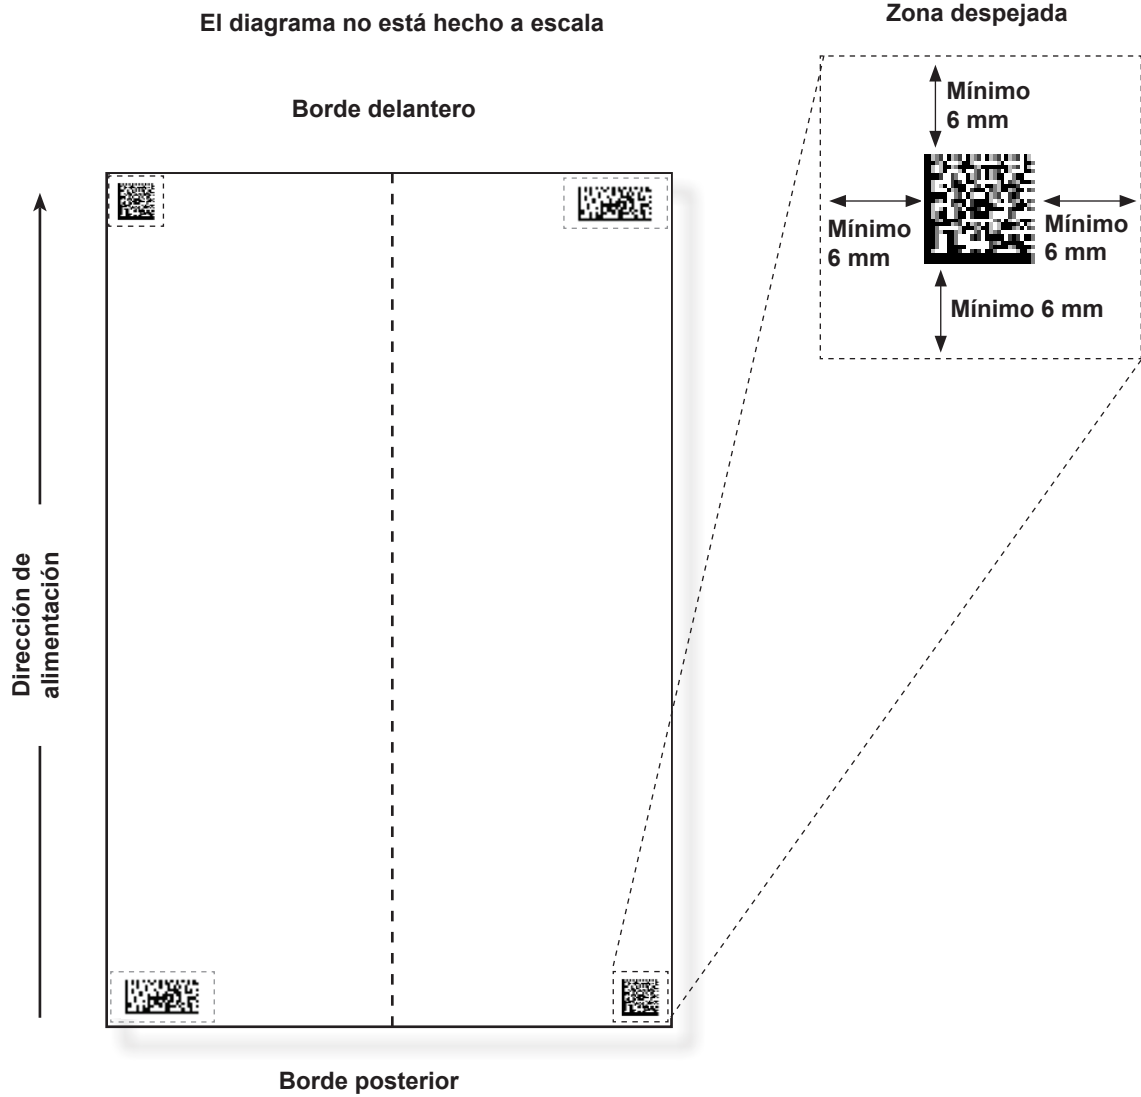 El diagrama no está hecho a escala
Zona despejada
Borde delantero
Mínimo
6 mm
Mínimo
6 mm
Mínimo
6 mm
Mínimo 6 mm
Dirección de
alimentación
Borde posterior